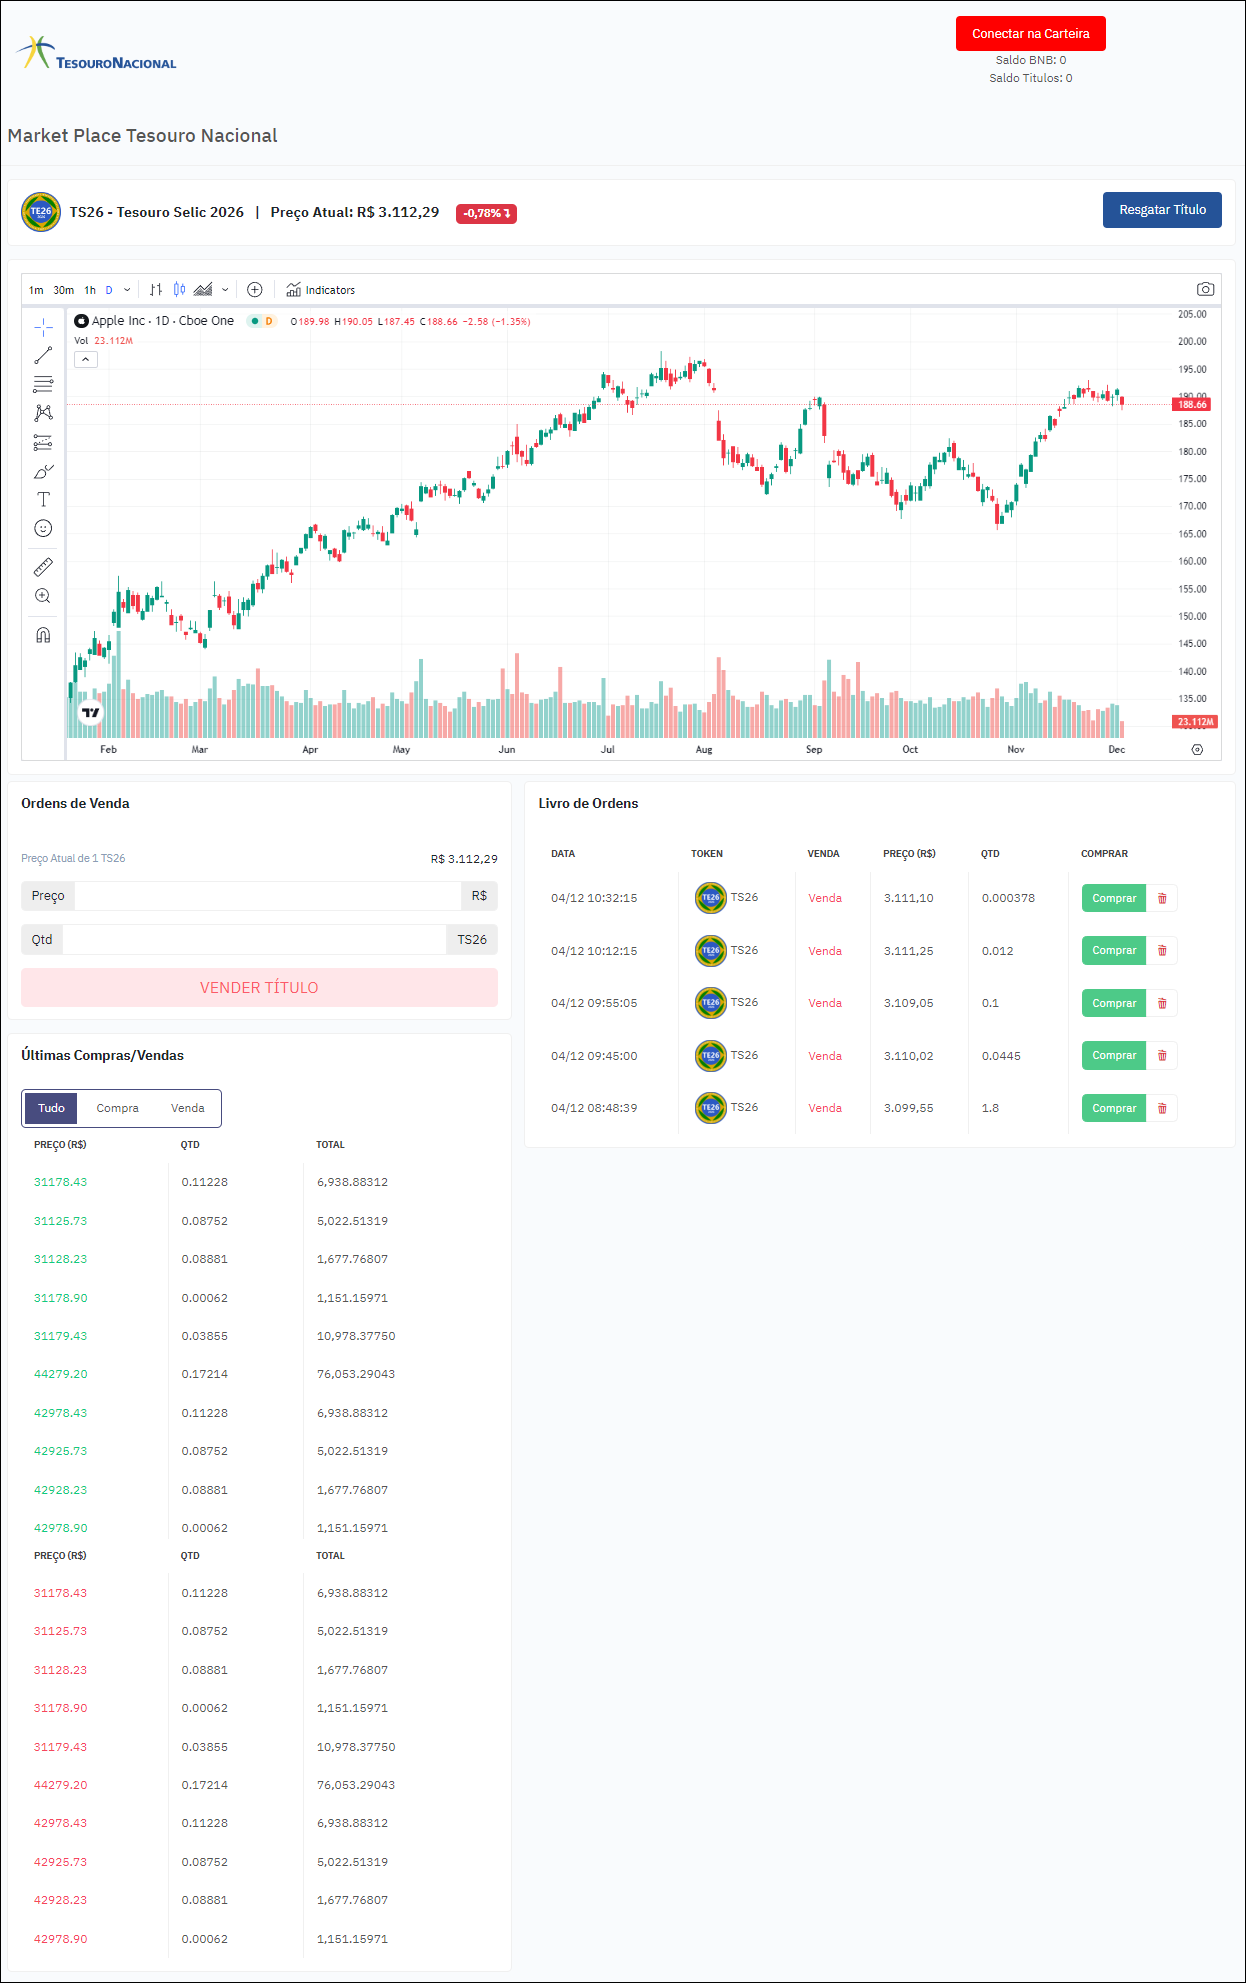 Conectar na Carteira
TESOURONACIONAL
Saldo BNB: 0
Saldo Titulos: 0
Market Place Tesouro Nacional
TE26
TS26 - Tesouro Selic 2026 | Preço Atual: R$ 3.112,29 -0,78%
Resgatar Título
1m 30m 1h D Indicators
Apple Inc · 1D · Cboe One D O189.98 H190.05 L187.45 C188.66 −2.58 (−1.35%)
Vol 23.112M
205.00
200.00
195.00
190.00
188.66
185.00
180.00
175.00
170.00
165.00
160.00
155.00
150.00
145.00
140.00
135.00
23.112M
Feb Mar Apr May Jun Jul Aug Sep Oct Nov Dec
Ordens de Venda
Preço Atual de 1 TS26 R$ 3.112,29
Preço R$
Qtd TS26
VENDER TÍTULO
Livro de Ordens
DATA TOKEN VENDA PREÇO (R$) QTD COMPRAR
04/12 10:32:15 TE26 TS26 Venda 3.111,10 0.000378 Comprar
04/12 10:12:15 TE26 TS26 Venda 3.111,25 0.012 Comprar
04/12 09:55:05 TE26 TS26 Venda 3.109,05 0.1 Comprar
04/12 09:45:00 TE26 TS26 Venda 3.110,02 0.0445 Comprar
04/12 08:48:39 TE26 TS26 Venda 3.099,55 1.8 Comprar
Últimas Compras/Vendas
Tudo Compra Venda
PREÇO (R$) QTD TOTAL
31178.43 0.11228 6,938.88312
31125.73 0.08752 5,022.51319
31128.23 0.08881 1,677.76807
31178.90 0.00062 1,151.15971
31179.43 0.03855 10,978.37750
44279.20 0.17214 76,053.29043
42978.43 0.11228 6,938.88312
42925.73 0.08752 5,022.51319
42928.23 0.08881 1,677.76807
42978.90 0.00062 1,151.15971
PREÇO (R$) QTD TOTAL
31178.43 0.11228 6,938.88312
31125.73 0.08752 5,022.51319
31128.23 0.08881 1,677.76807
31178.90 0.00062 1,151.15971
31179.43 0.03855 10,978.37750
44279.20 0.17214 76,053.29043
42978.43 0.11228 6,938.88312
42925.73 0.08752 5,022.51319
42928.23 0.08881 1,677.76807
42978.90 0.00062 1,151.15971